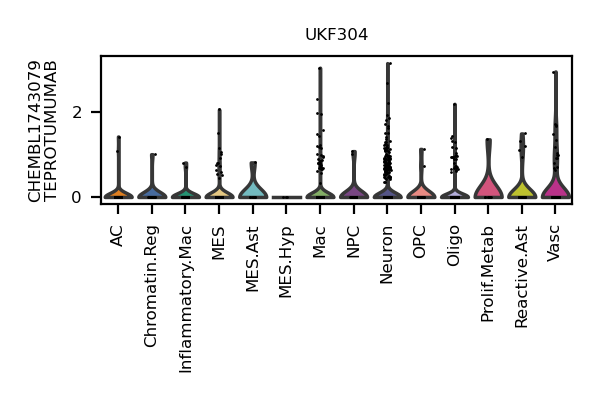 UKF304
CHEMBL1743079
TEPROTUMUMAB
2
0
AC
Chromatin.Reg
Inflammatory.Mac
MES
MES.Ast
MES.Hyp
Mac
NPC
Neuron
OPC
Oligo
Prolif.Metab
Reactive.Ast
Vasc